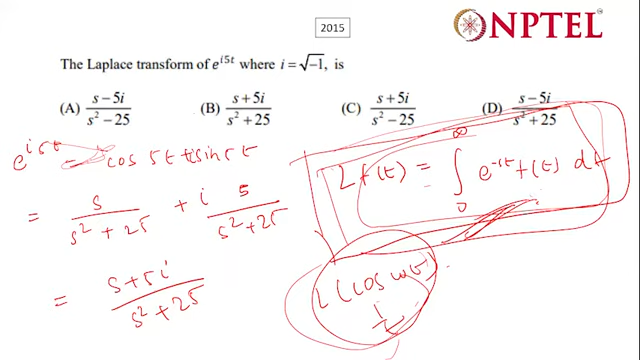 2015
NPTEL
The Laplace transform of e^{i5t} where i = √−1, is
(A) s − 5i / s² − 25 (B) s + 5i / s² + 25 (C) s + 5i / s² − 25 (D) s − 5i / s² + 25
e^{i5t} = cos 5t + i sin 5t
= s / s² + 25 + i 5 / s² + 25
= s + 5i / s² + 25
L f(t) = ∫₀^∞ e^{-st} f(t) dt
L (cos wt)